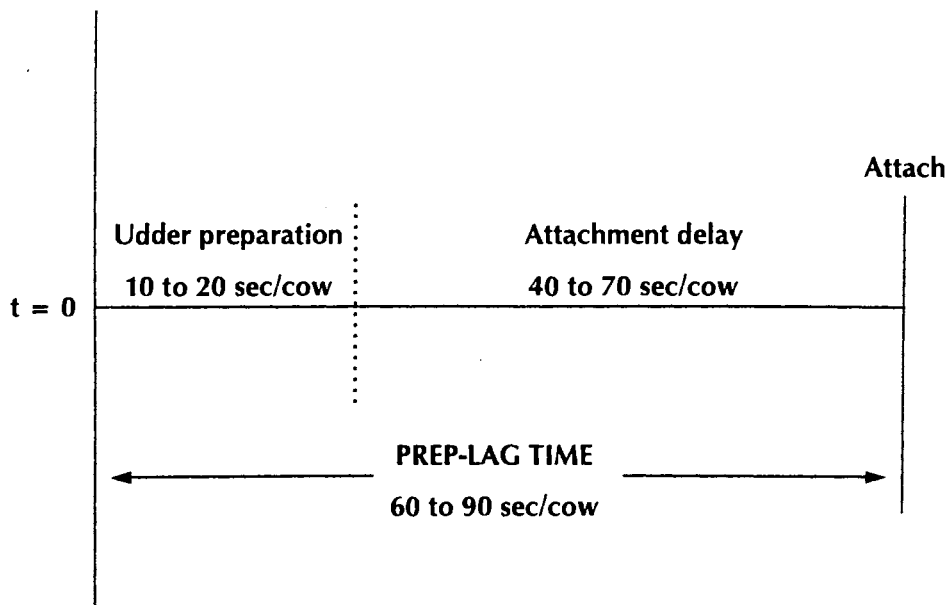 Attach
Udder preparation
10 to 20 sec/cow
Attachment delay
40 to 70 sec/cow
t = 0
PREP-LAG TIME
60 to 90 sec/cow